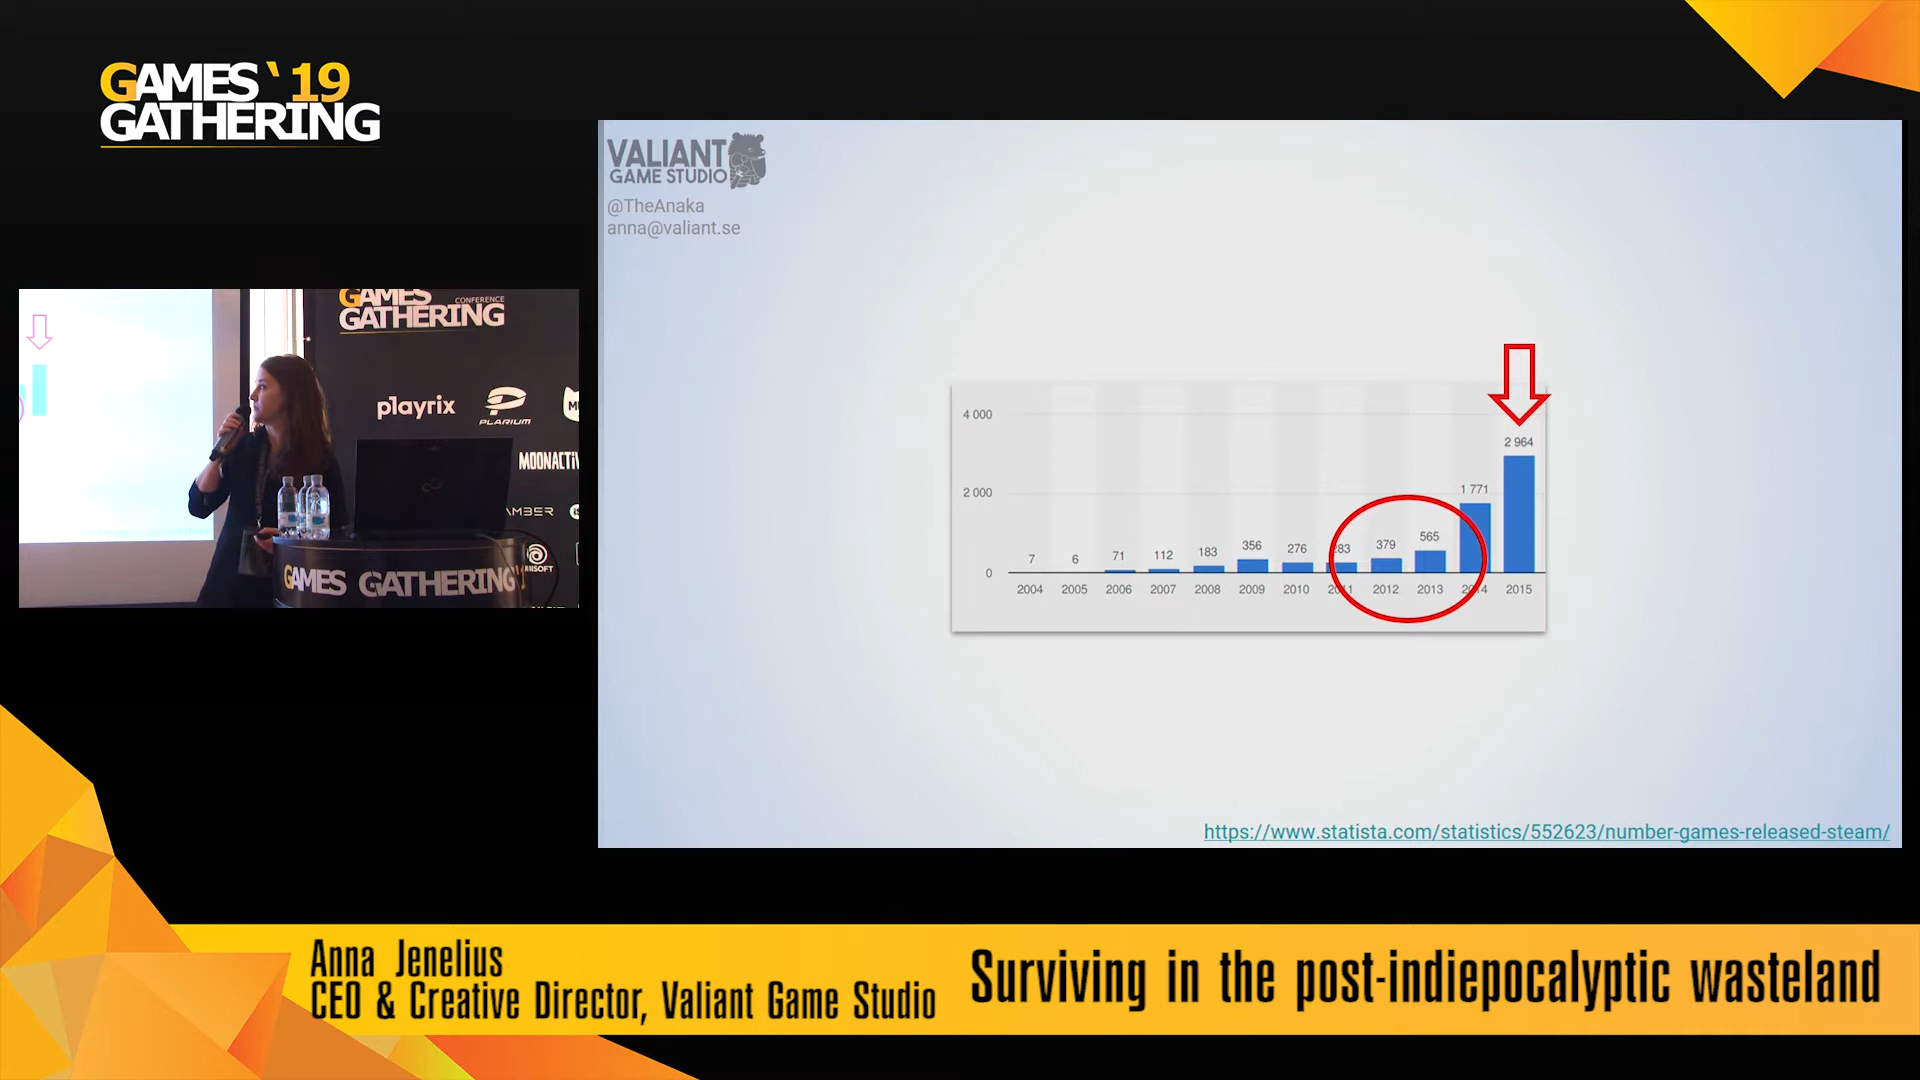 GAMES`19
GATHERING
VALIANT
GAME STUDIO
@TheAnaka
anna@valiant.se
4 000
2 000
0
7
6
71
112
183
356
276
283
379
565
1 771
2 964
2004
2005
2006
2007
2008
2009
2010
2011
2012
2013
2014
2015
https://www.statista.com/statistics/552623/number-games-released-steam/
GAMES CONFERENCE
GATHERING
playrix
PLARIUM
GAMES GATHERING
Anna Jenelius
CEO & Creative Director, Valiant Game Studio
Surviving in the post-indiepocalyptic wasteland